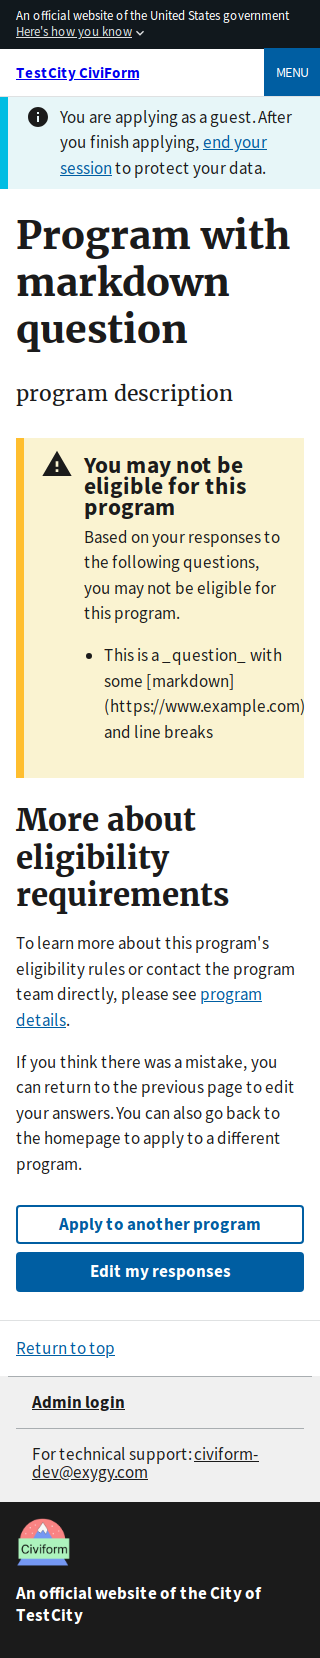 An official website of the United States government
Here's how you know
TestCity CiviForm
MENU
You are applying as a guest. After
you finish applying, end your
session to protect your data.
Program with
markdown
question
program description
You may not be
eligible for this
program
Based on your responses to
the following questions,
you may not be eligible for
this program.
• This is a _question_ with
some [markdown]
(https://www.example.com)
and line breaks
More about
eligibility
requirements
To learn more about this program's
eligibility rules or contact the program
team directly, please see program
details.
If you think there was a mistake, you
can return to the previous page to edit
your answers. You can also go back to
the homepage to apply to a different
program.
Apply to another program
Edit my responses
Return to top
Admin login
For technical support: civiform-
dev@exygy.com
Civiform
An official website of the City of
TestCity